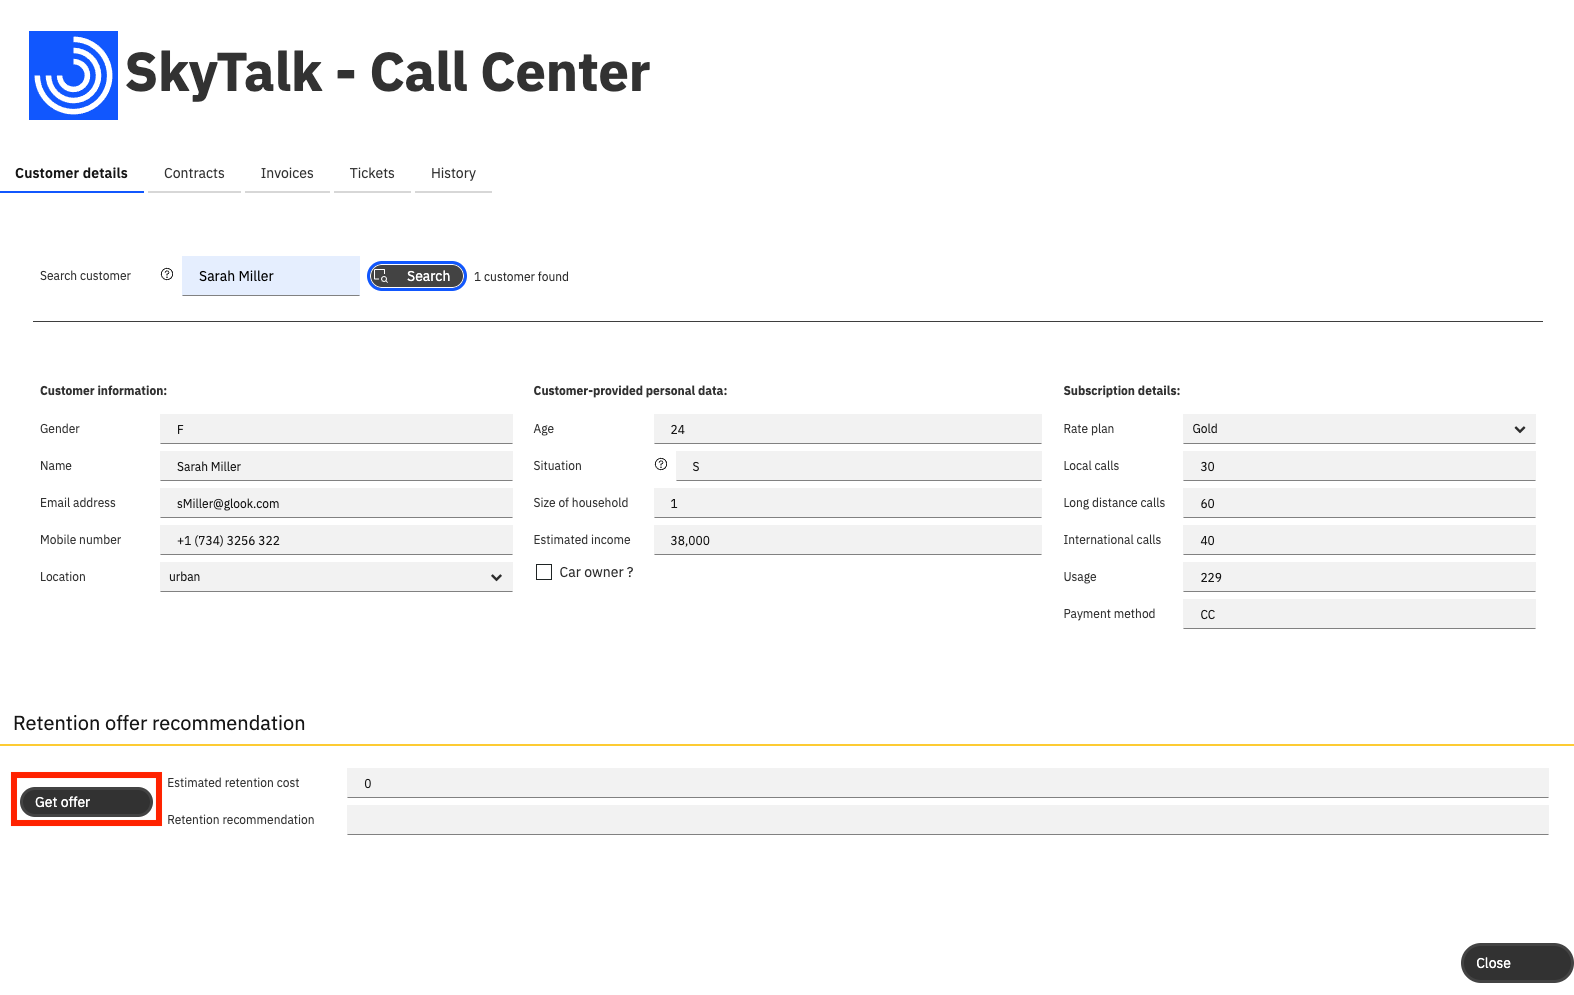 SkyTalk - Call Center
Customer details Contracts Invoices Tickets History
Search customer ? Sarah Miller Search 1 customer found
Customer information:
Gender F
Name Sarah Miller
Email address sMiller@glook.com
Mobile number +1 (734) 3256 322
Location urban
Customer-provided personal data:
Age 24
Situation ? S
Size of household 1
Estimated income 38,000
Car owner ?
Subscription details:
Rate plan Gold
Local calls 30
Long distance calls 60
International calls 40
Usage 229
Payment method CC
Retention offer recommendation
Get offer
Estimated retention cost 0
Retention recommendation
Close